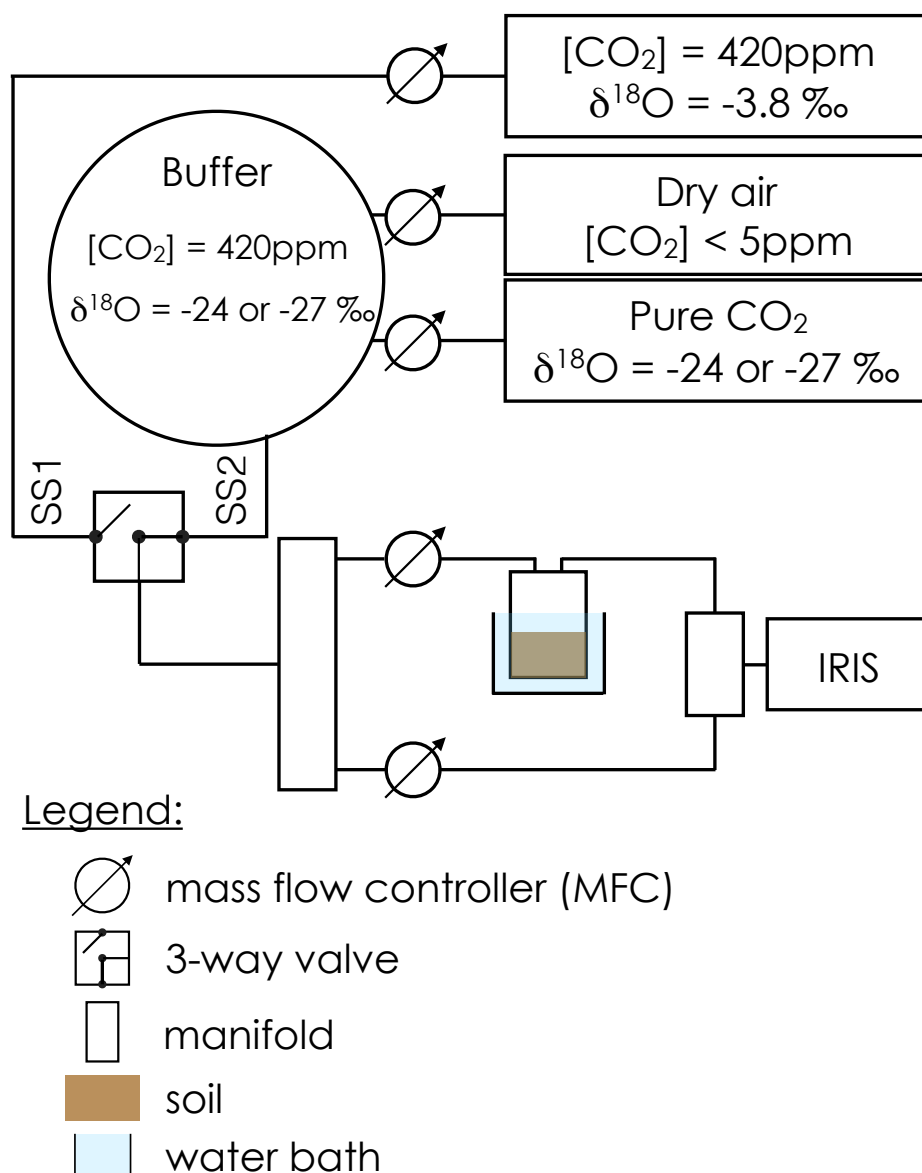 [CO₂] = 420ppm
δ¹⁸O = -3.8 ‰
Buffer
[CO₂] = 420ppm
δ¹⁸O = -24 or -27 ‰
Dry air
[CO₂] < 5ppm
Pure CO₂
δ¹⁸O = -24 or -27 ‰
SS1
SS2
IRIS
Legend:
mass flow controller (MFC)
3-way valve
manifold
soil
water bath